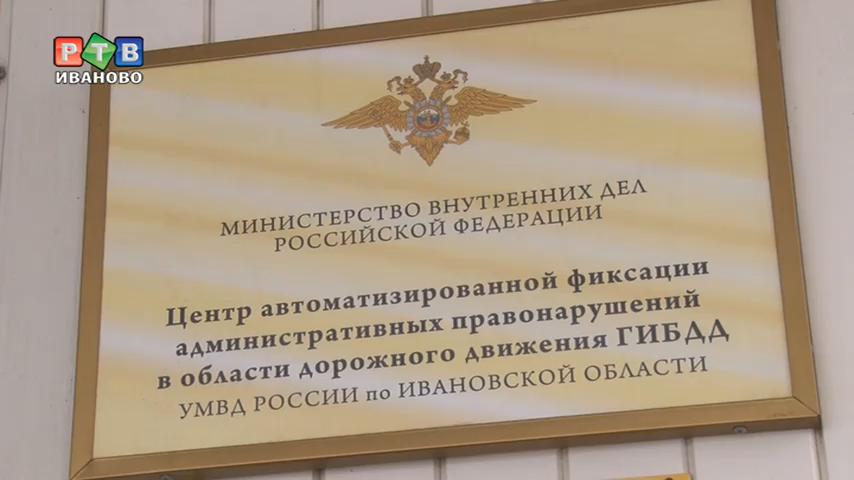 РТВ
ИВАНОВО
МИНИСТЕРСТВО ВНУТРЕННИХ ДЕЛ
РОССИЙСКОЙ ФЕДЕРАЦИИ
Центр автоматизированной фиксации
административных правонарушений
в области дорожного движения ГИБДД
УМВД РОССИИ по ИВАНОВСКОЙ ОБЛАСТИ